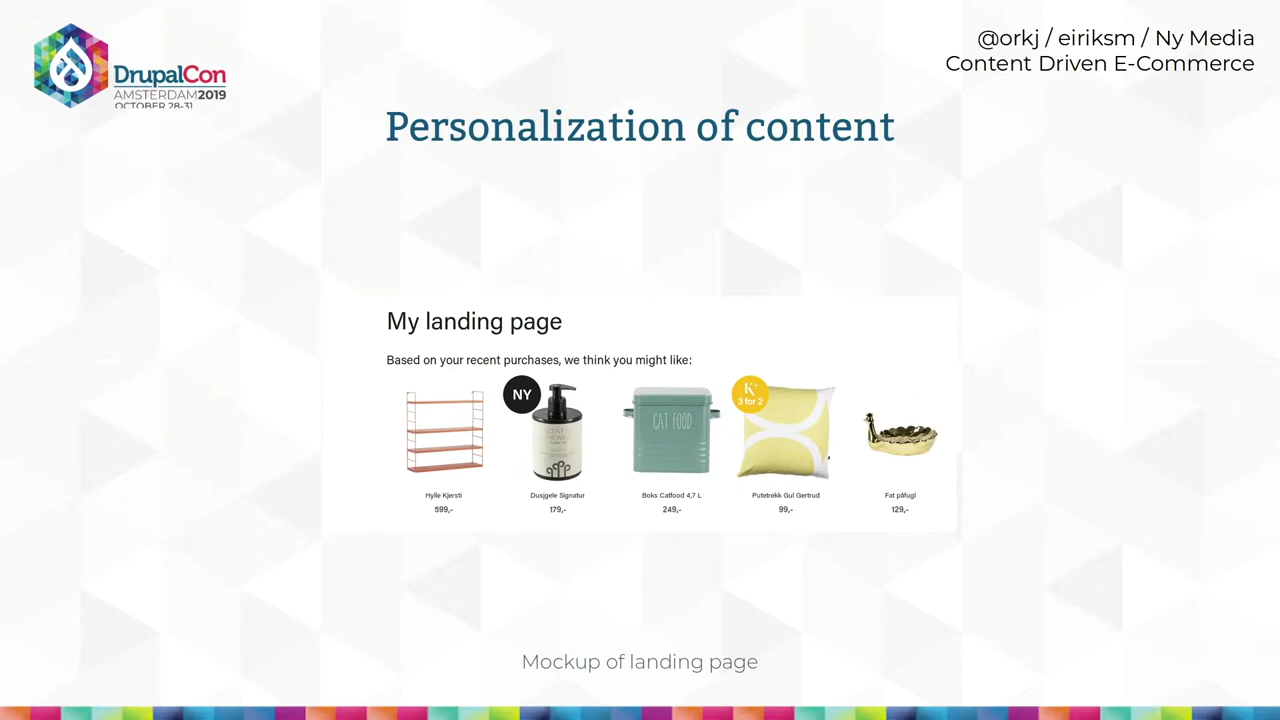 DrupalCon
AMSTERDAM2019
OCTOBER 28-31
@orkj / eiriksm / Ny Media
Content Driven E-Commerce
Personalization of content
My landing page
Based on your recent purchases, we think you might like:
NY
CAT FOOD
K+
3 for 2
Hylle Kjersti
Dusjgele Signatur
Boks Catfood 4,7 L
Putetrekk Gul Gertrud
Fat påfugl
599,-
179,-
249,-
99,-
129,-
Mockup of landing page